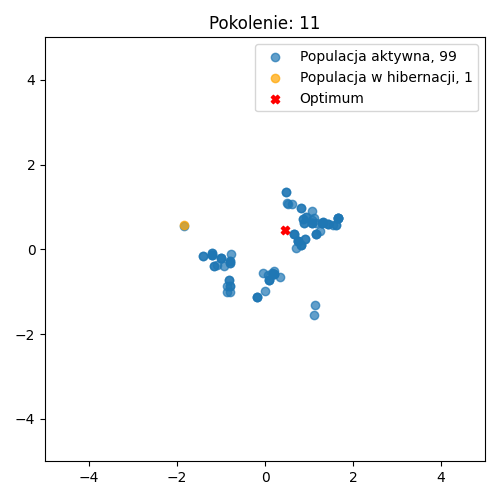 Pokolenie: 11
Populacja aktywna, 99
Populacja w hibernacji, 1
Optimum
4
2
0
−2
−4
−4
−2
0
2
4